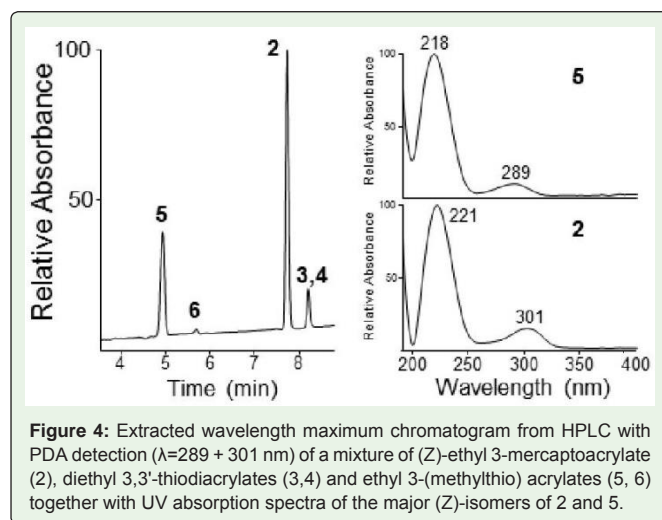 Relative Absorbance
100
50
2
5
6
3,4
4
5
6
7
8
Time (min)
Relative Absorbance
100
50
218
289
5
Relative Absorbance
100
50
221
301
2
200
250
300
350
400
Wavelength (nm)
Figure 4: Extracted wavelength maximum chromatogram from HPLC with
PDA detection (λ=289 + 301 nm) of a mixture of (Z)-ethyl 3-mercaptoacrylate
(2), diethyl 3,3'-thiodiacrylates (3,4) and ethyl 3-(methylthio) acrylates (5, 6)
together with UV absorption spectra of the major (Z)-isomers of 2 and 5.